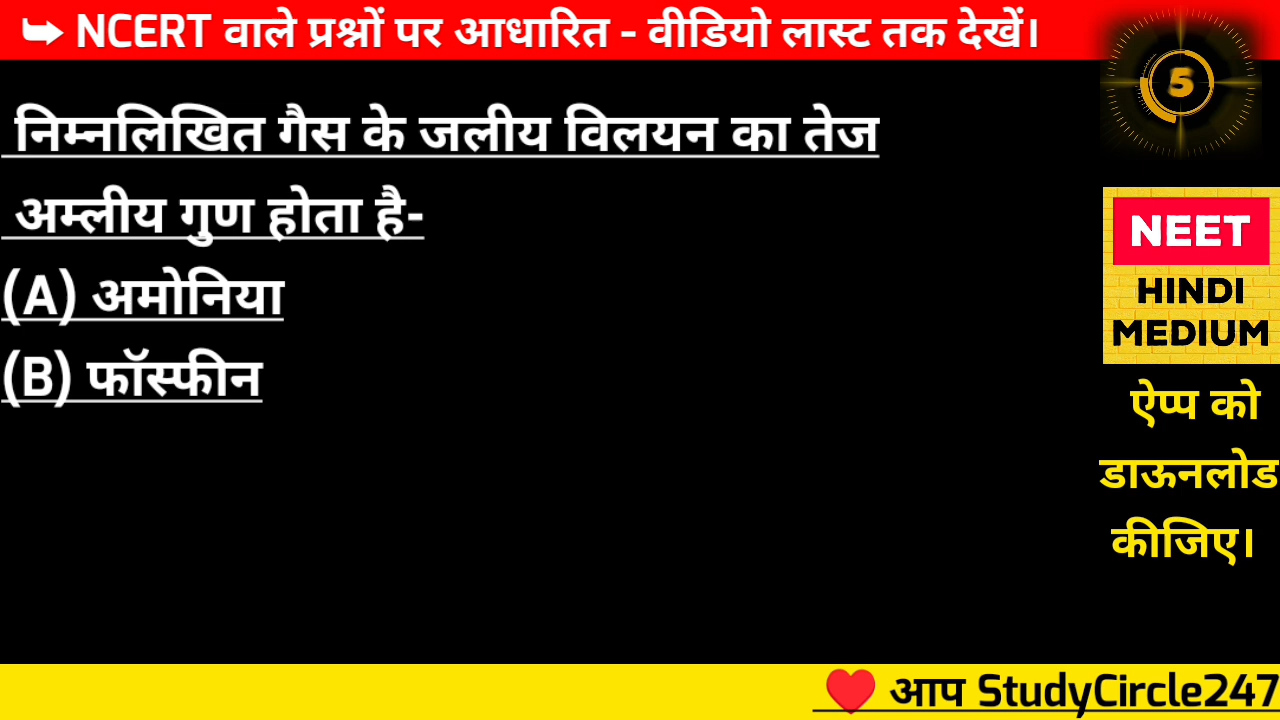 ➥ NCERT वाले प्रश्नों पर आधारित - वीडियो लास्ट तक देखें।
5
निम्नलिखित गैस के जलीय विलयन का तेज
अम्लीय गुण होता है-
(A) अमोनिया
(B) फॉस्फीन
NEET
HINDI
MEDIUM
ऐप्प को
डाऊनलोड
कीजिए।
❤️ आप StudyCircle247